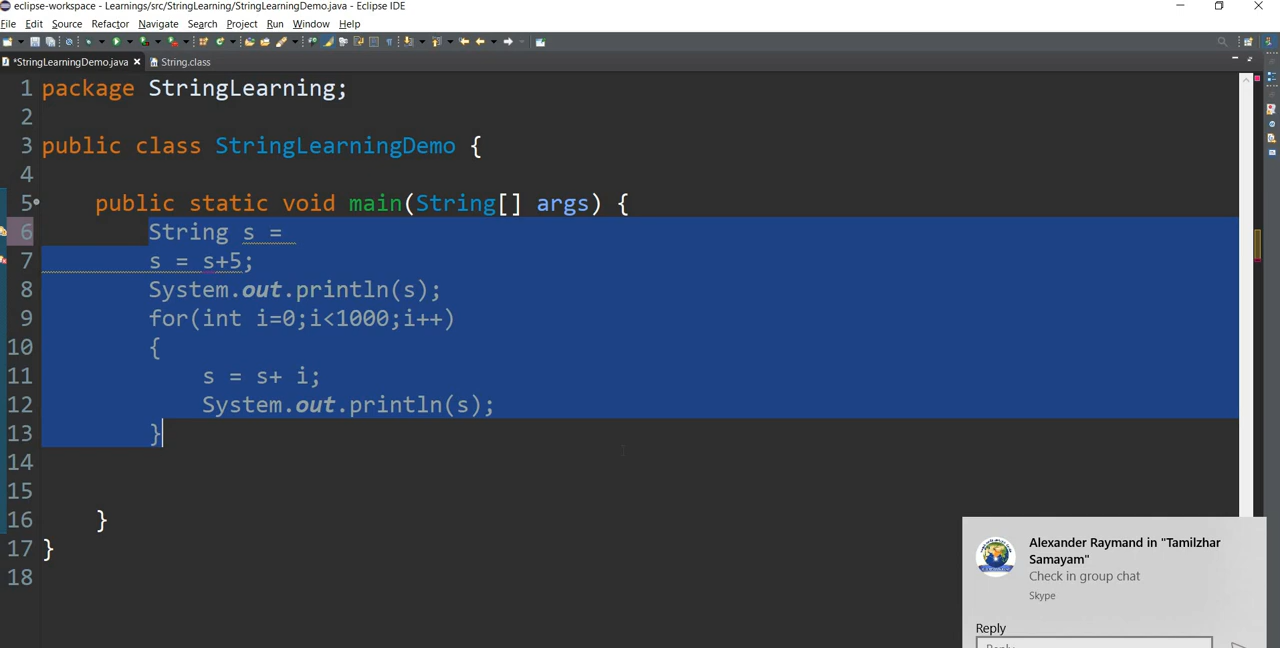 eclipse-workspace - Learnings/src/StringLearning/StringLearningDemo.java - Eclipse IDE
File Edit Source Refactor Navigate Search Project Run Window Help
*StringLearningDemo.java String.class
1 package StringLearning;
2
3 public class StringLearningDemo {
4
5 public static void main(String[] args) {
6 String s =
7 s = s+5;
8 System.out.println(s);
9 for(int i=0;i<1000;i++)
10 {
11 s = s+ i;
12 System.out.println(s);
13 }
14
15
16 }
17 }
18
Alexander Raymand in "Tamilzhar
Samayam"
Check in group chat
Skype
Reply
Reply